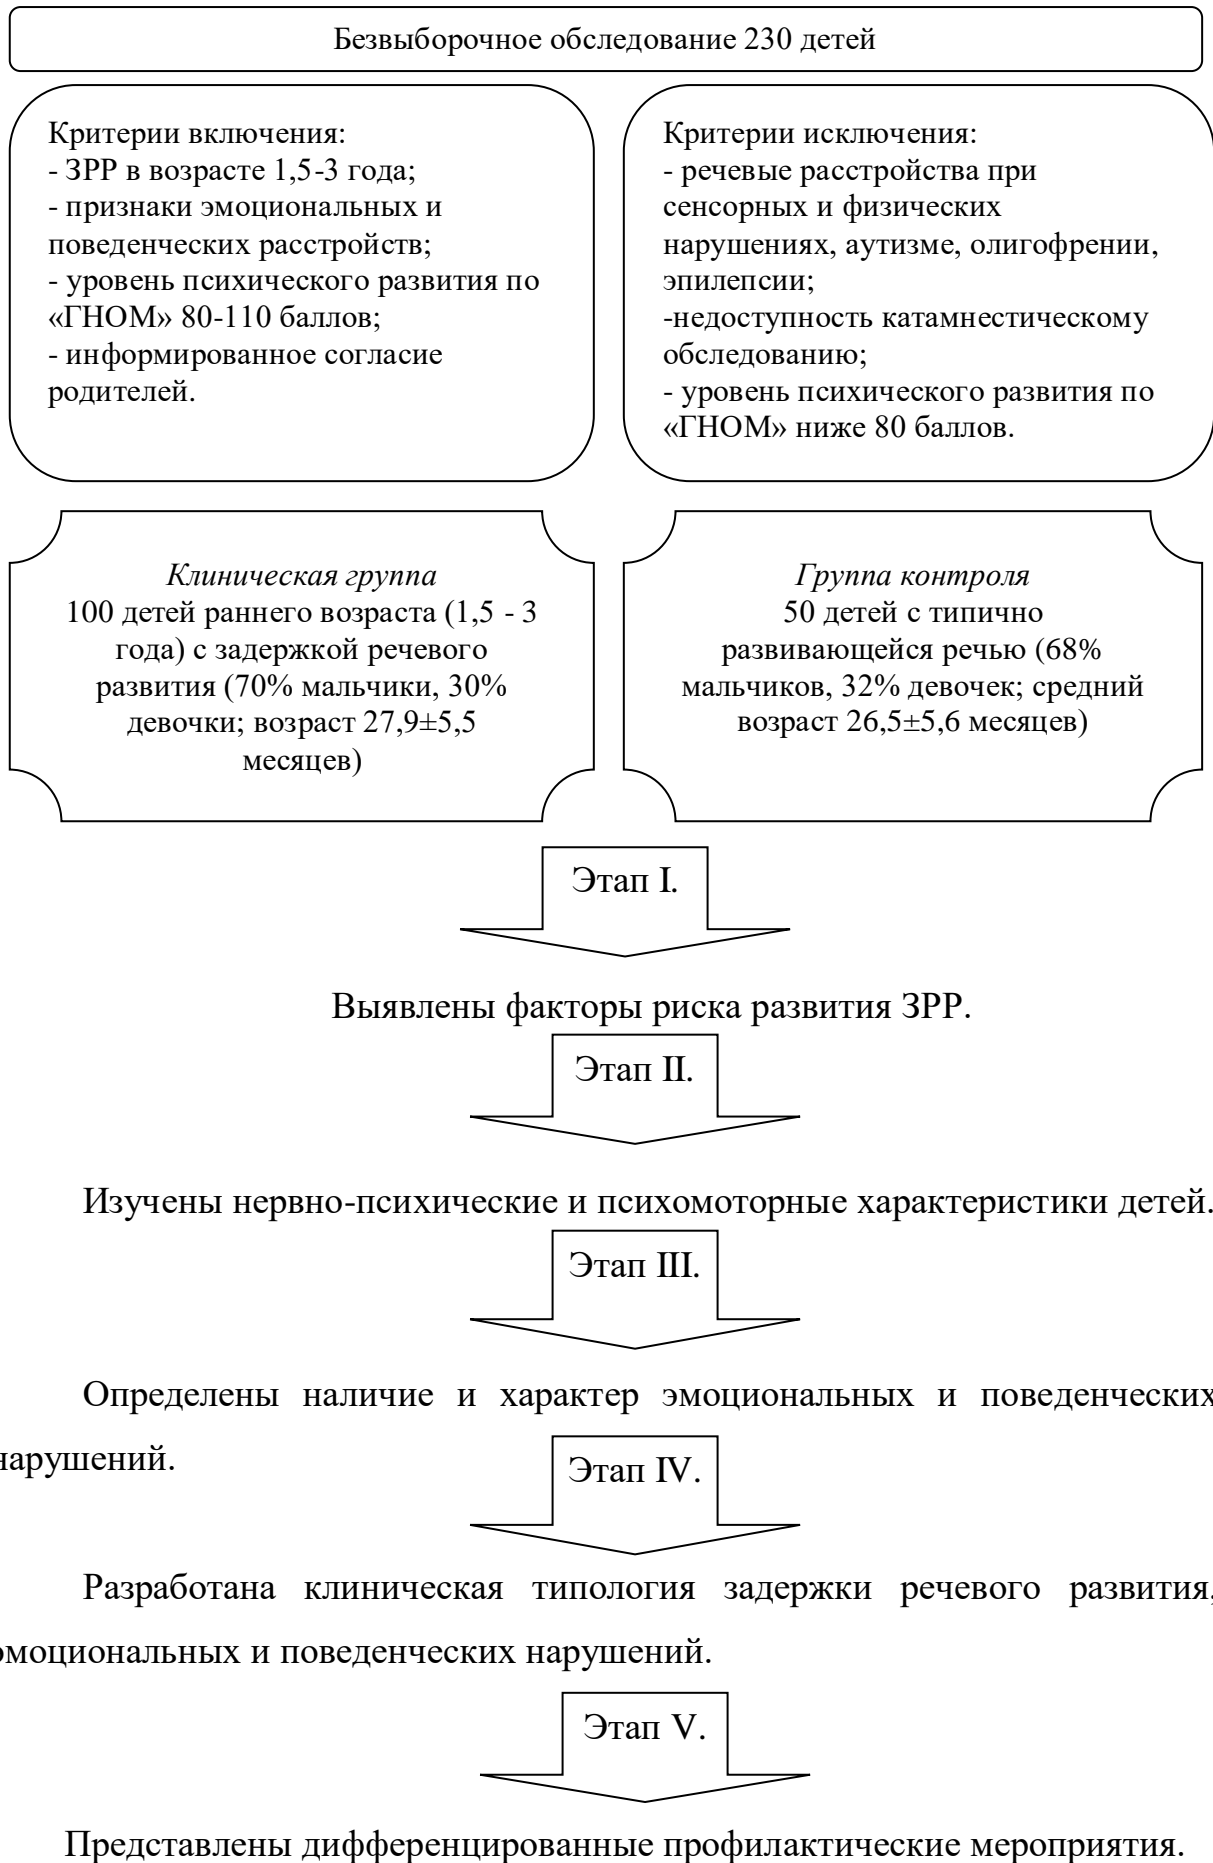 Безвыборочное обследование 230 детей
Критерии включения:
- ЗРР в возрасте 1,5-3 года;
- признаки эмоциональных и
поведенческих расстройств;
- уровень психического развития по
«ГНОМ» 80-110 баллов;
- информированное согласие
родителей.
Критерии исключения:
- речевые расстройства при
сенсорных и физических
нарушениях, аутизме, олигофрении,
эпилепсии;
-недоступность катамнестическому
обследованию;
- уровень психического развития по
«ГНОМ» ниже 80 баллов.
Клиническая группа
100 детей раннего возраста (1,5 - 3
года) с задержкой речевого
развития (70% мальчики, 30%
девочки; возраст 27,9±5,5
месяцев)
Группа контроля
50 детей с типично
развивающейся речью (68%
мальчиков, 32% девочек; средний
возраст 26,5±5,6 месяцев)
Этап I.
Выявлены факторы риска развития ЗРР.
Этап II.
Изучены нервно-психические и психомоторные характеристики детей.
Этап III.
Определены наличие и характер эмоциональных и поведенческих
нарушений.
Этап IV.
Разработана клиническая типология задержки речевого развития,
эмоциональных и поведенческих нарушений.
Этап V.
Представлены дифференцированные профилактические мероприятия.